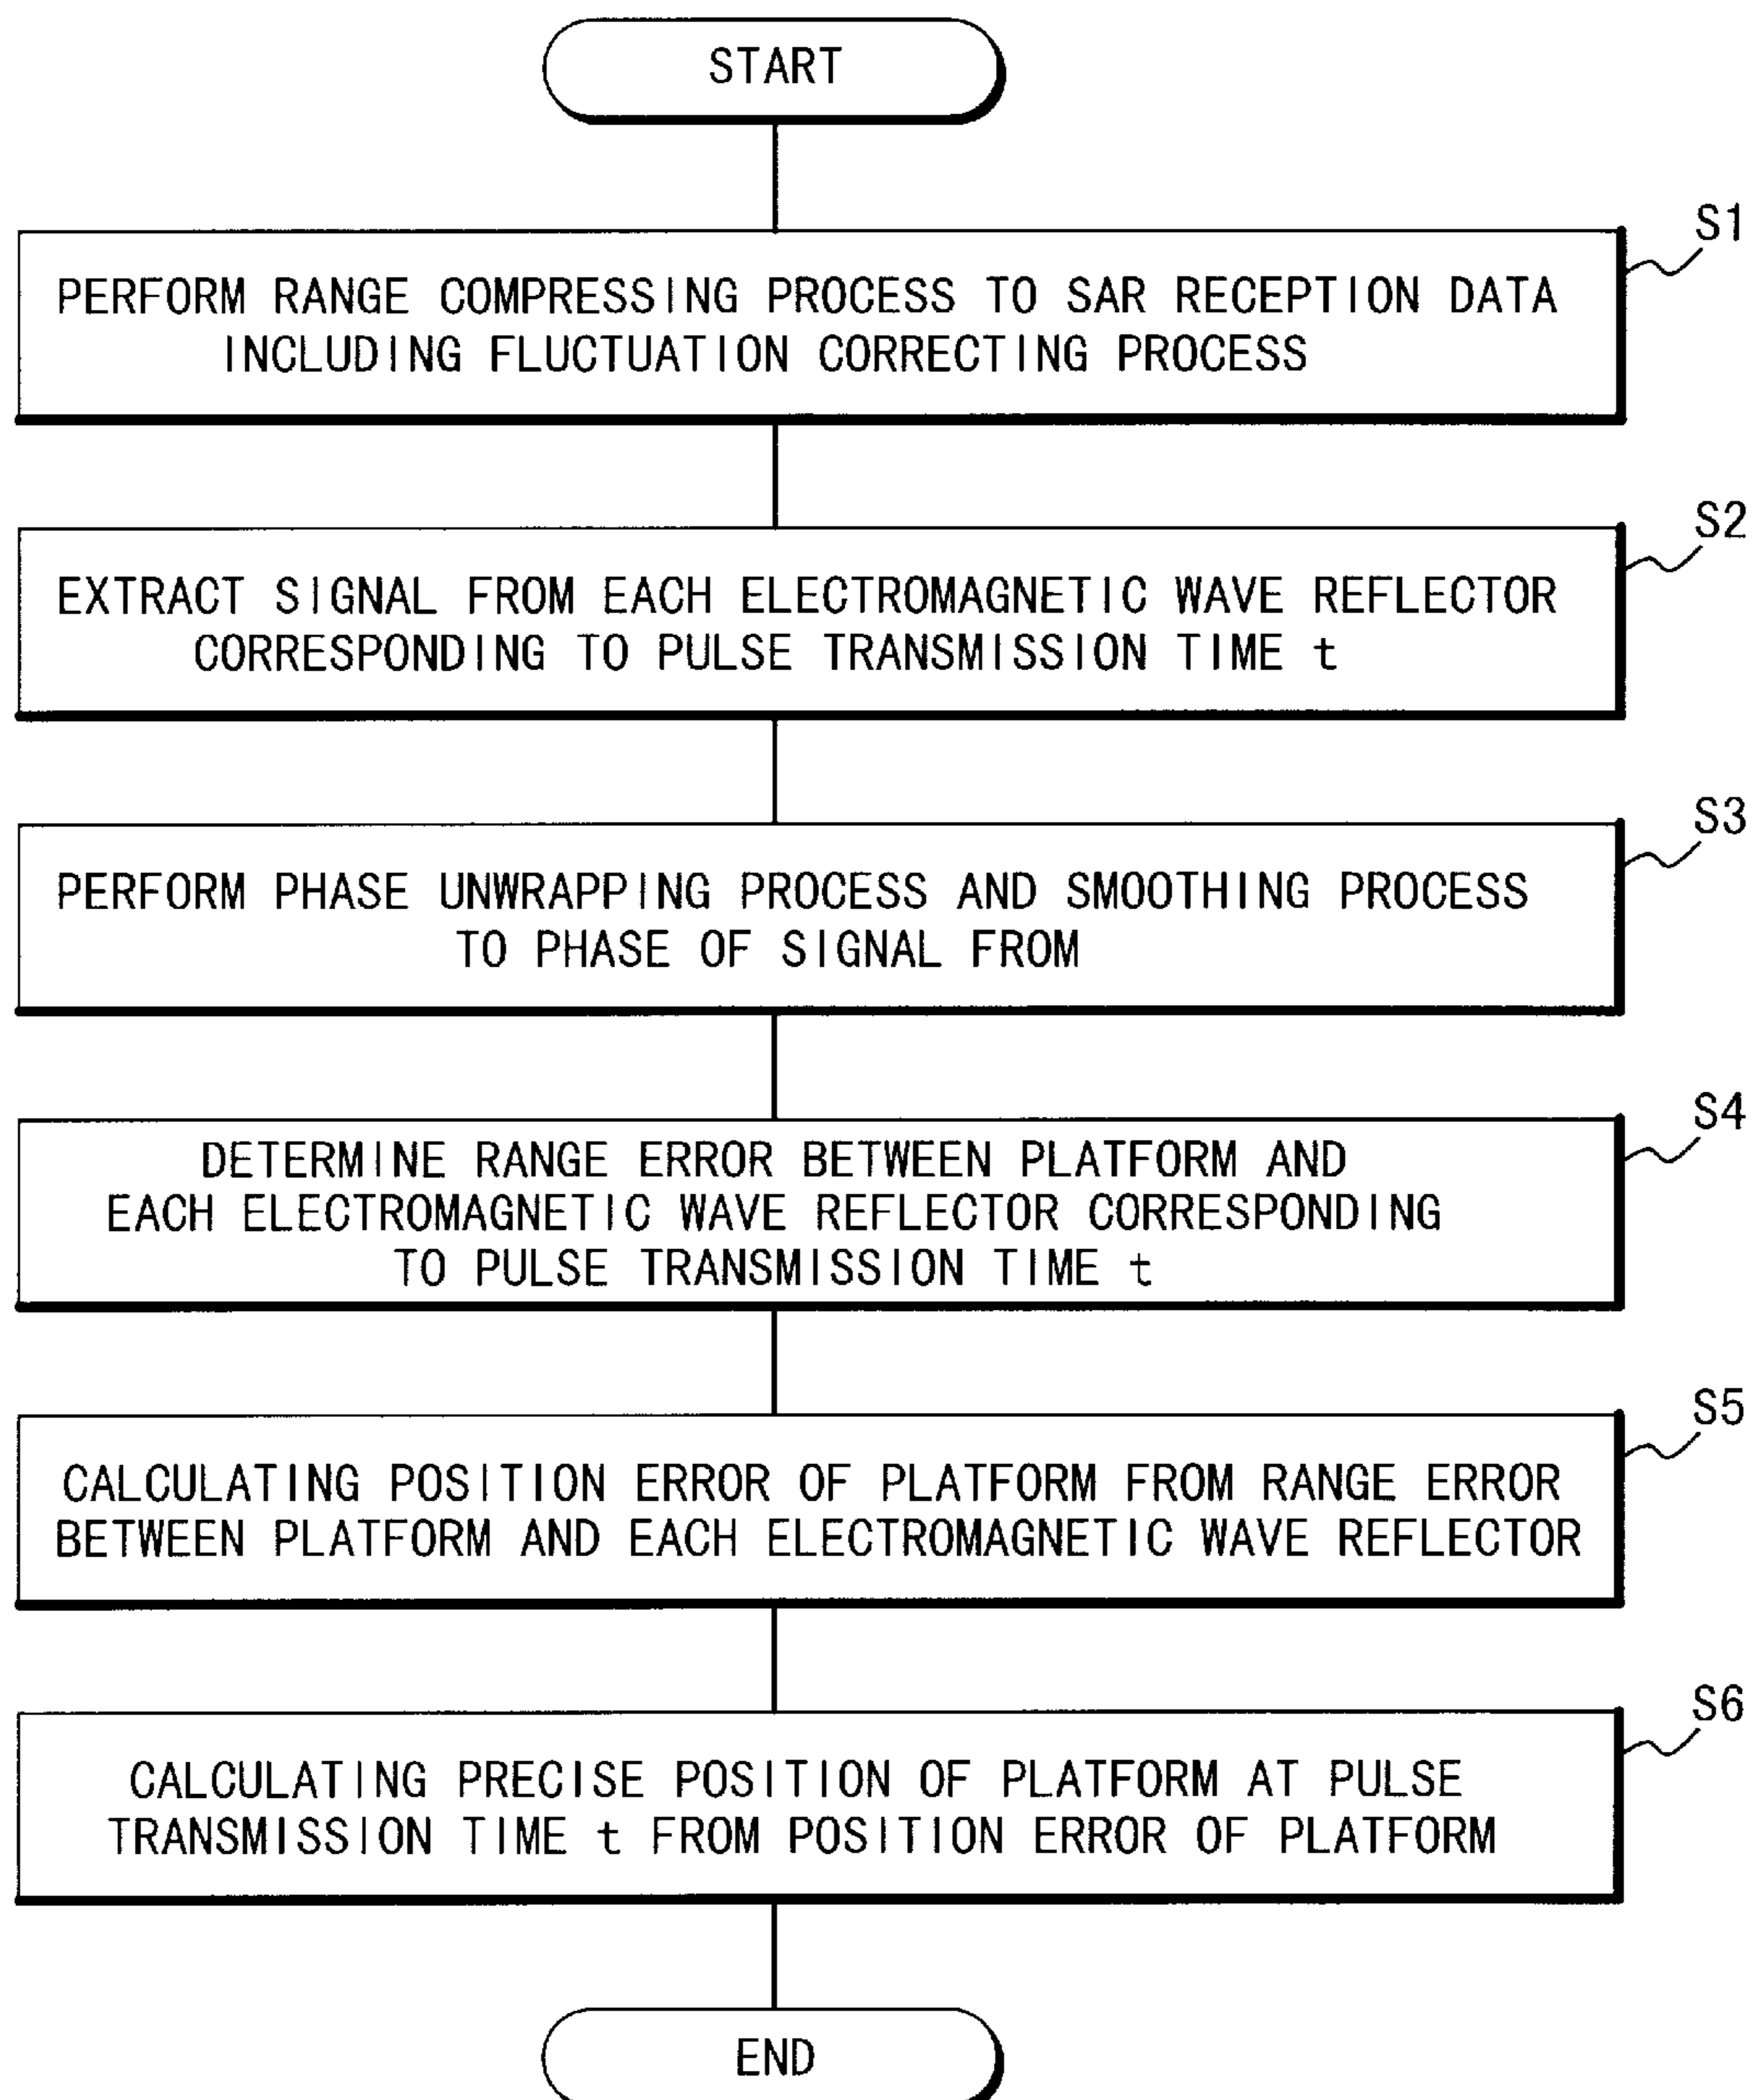 START
S1
PERFORM RANGE COMPRESSING PROCESS TO SAR RECEPTION DATA
INCLUDING FLUCTUATION CORRECTING PROCESS
S2
EXTRACT SIGNAL FROM EACH ELECTROMAGNETIC WAVE REFLECTOR
CORRESPONDING TO PULSE TRANSMISSION TIME t
S3
PERFORM PHASE UNWRAPPING PROCESS AND SMOOTHING PROCESS
TO PHASE OF SIGNAL FROM
S4
DETERMINE RANGE ERROR BETWEEN PLATFORM AND
EACH ELECTROMAGNETIC WAVE REFLECTOR CORRESPONDING
TO PULSE TRANSMISSION TIME t
S5
CALCULATING POSITION ERROR OF PLATFORM FROM RANGE ERROR
BETWEEN PLATFORM AND EACH ELECTROMAGNETIC WAVE REFLECTOR
S6
CALCULATING PRECISE POSITION OF PLATFORM AT PULSE
TRANSMISSION TIME t FROM POSITION ERROR OF PLATFORM
END